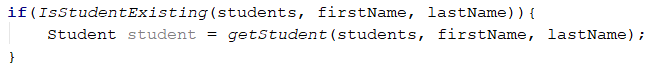 if(IsStudentExisting(students, firstName, lastName)){
    Student student = getStudent(students, firstName, lastName);
}